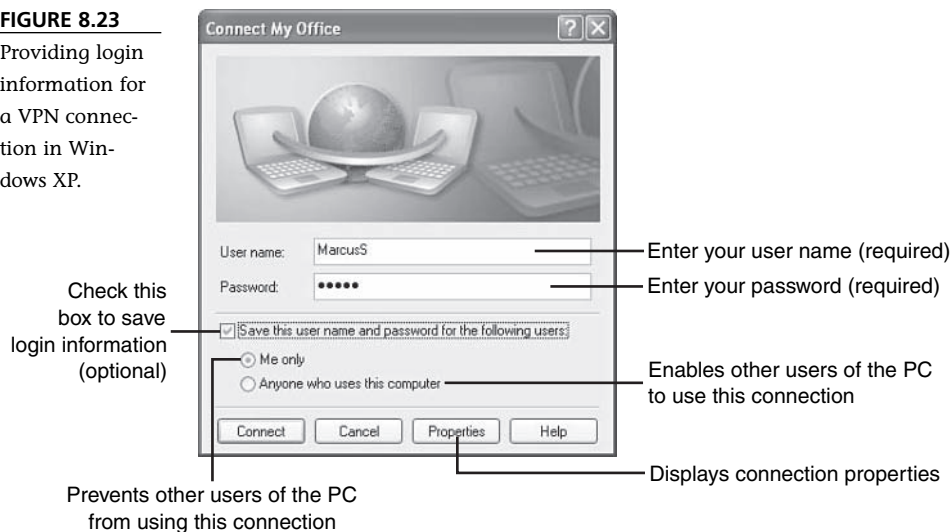 FIGURE 8.23
Providing login
information for
a VPN connec-
tion in Win-
dows XP.
Connect My Office
User name:
MarcusS
Enter your user name (required)
Password:
•••••
Enter your password (required)
Check this
box to save
login information
(optional)
Save this user name and password for the following users:
Me only
Anyone who uses this computer
Enables other users of the PC
to use this connection
Connect
Cancel
Properties
Help
Displays connection properties
Prevents other users of the PC
from using this connection